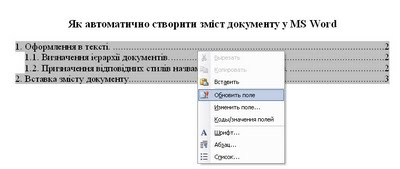 Як автоматично створити зміст документу у MS Word
1. Оформлення в тексті 2
1.1. Визначення ієрархії документів 2
1.2. Призначення відповідних стилів назвам
2. Вставка змісту документу 3
Вырезать
Копировать
Вставить
Обновить поле
Изменить поле...
Коды/значения полей
Шрифт...
Абзац...
Список...